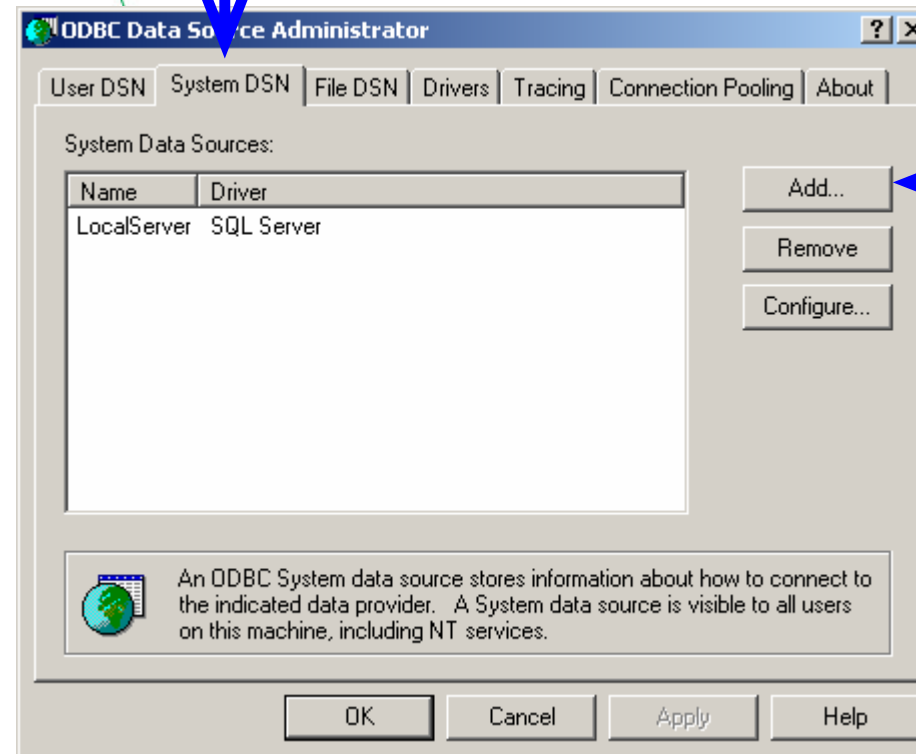 ODBC Data Source Administrator
User DSN System DSN File DSN Drivers Tracing Connection Pooling About
System Data Sources:
Name Driver
LocalServer SQL Server
Add...
Remove
Configure...
An ODBC System data source stores information about how to connect to
the indicated data provider. A System data source is visible to all users
on this machine, including NT services.
OK Cancel Apply Help